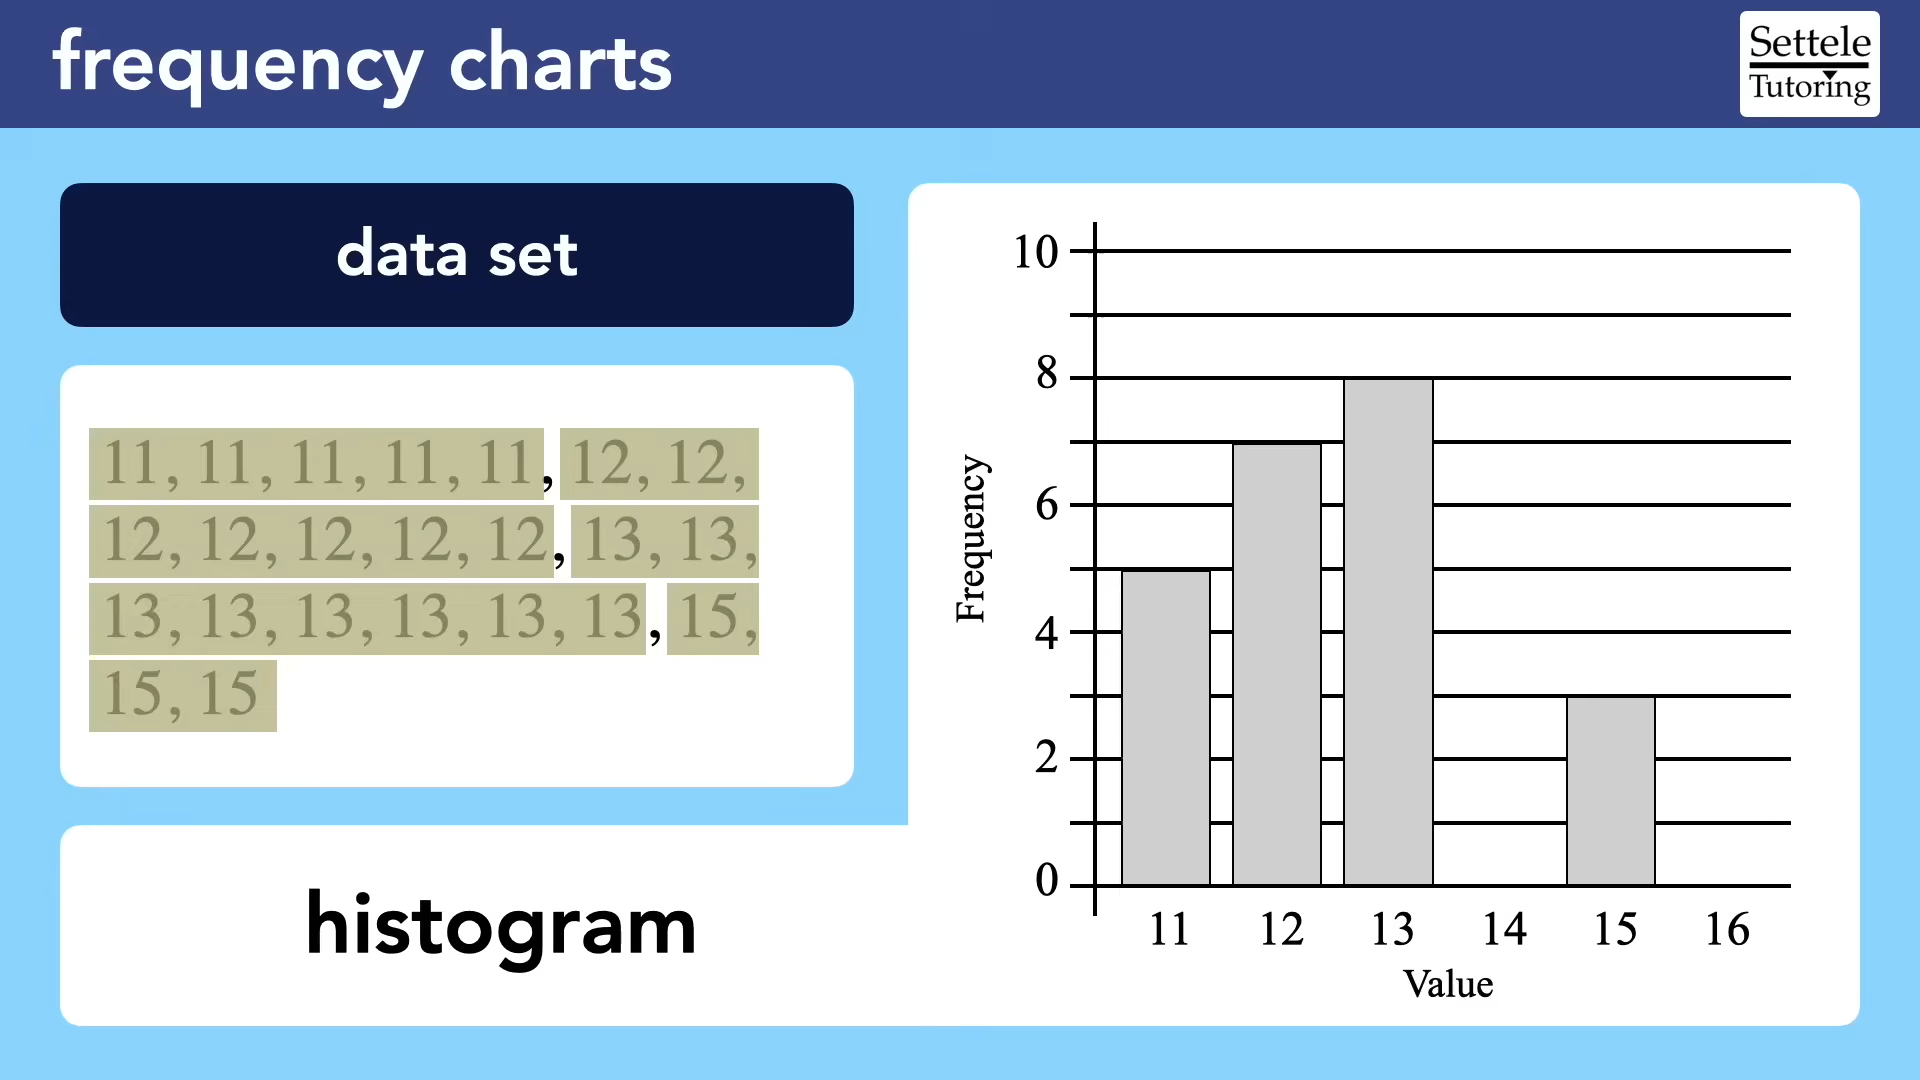 frequency charts
Settele
Tutoring
data set
11, 11, 11, 11, 11, 12, 12,
12, 12, 12, 12, 12, 13, 13,
13, 13, 13, 13, 13, 13, 15,
15, 15
histogram
10
8
6
4
2
0
Frequency
11 12 13 14 15 16
Value